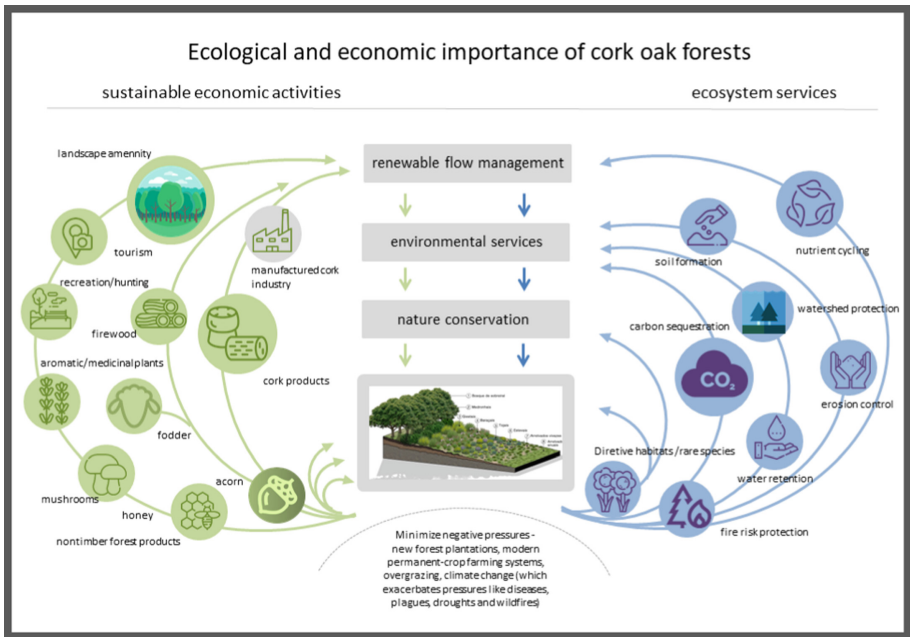 Ecological and economic importance of cork oak forests
sustainable economic activities
ecosystem services
landscape amennity
tourism
recreation/hunting
firewood
aromatic/medicinal plants
fodder
mushrooms
honey
nontimber forest products
acorn
manufactured cork
industry
cork products
renewable flow management
environmental services
nature conservation
Minimize negative pressures -
new forest plantations, modern
permanent-crop farming systems,
overgrazing, climate change (which
exacerbates pressures like diseases,
plagues, droughts and wildfires)
nutrient cycling
soil formation
watershed protection
carbon sequestration
CO₂
erosion control
Diretive habitats /rare species
water retention
fire risk protection